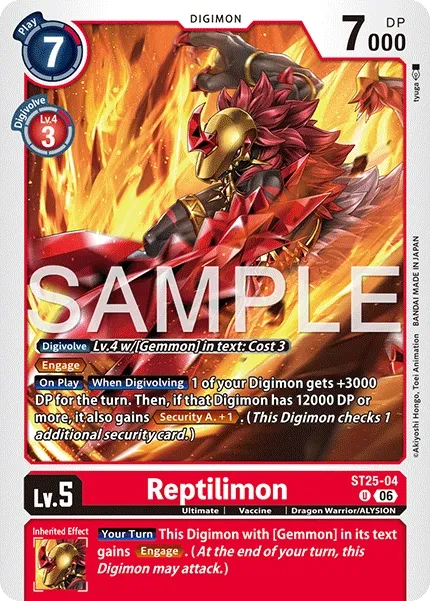 DIGIMON
Play
7
7000
DP
Digivolve
Lv.4
3
tyuga
SAMPLE
Digivolve Lv.4 w/[Gemmon] in text: Cost 3
Engage
On Play When Digivolving 1 of your Digimon gets +3000
DP for the turn. Then, if that Digimon has 12000 DP or
more, it also gains Security A. +1 . (This Digimon checks 1
additional security card.)
©Akiyoshi Hongo, Toei Animation BANDAI MADE IN JAPAN
Lv.5
Reptilimon
ST25-04
U 06
Ultimate | Vaccine | Dragon Warrior/ALYSION
Inherited Effect
Your Turn This Digimon with [Gemmon] in its text
gains Engage . (At the end of your turn, this
Digimon may attack.)